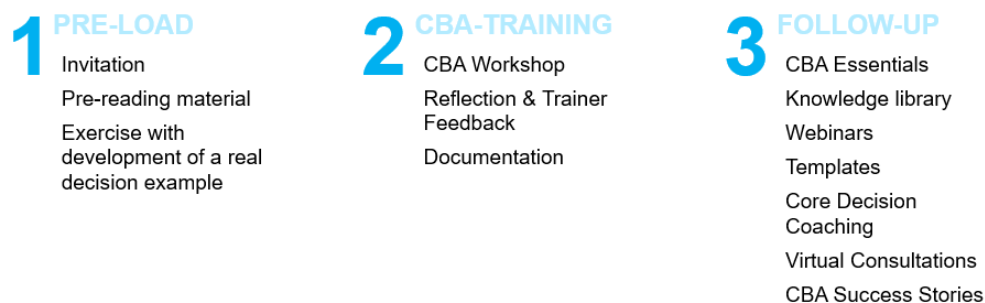 1 PRE-LOAD
Invitation
Pre-reading material
Exercise with
development of a real
decision example
2 CBA-TRAINING
CBA Workshop
Reflection & Trainer
Feedback
Documentation
3 FOLLOW-UP
CBA Essentials
Knowledge library
Webinars
Templates
Core Decision
Coaching
Virtual Consultations
CBA Success Stories